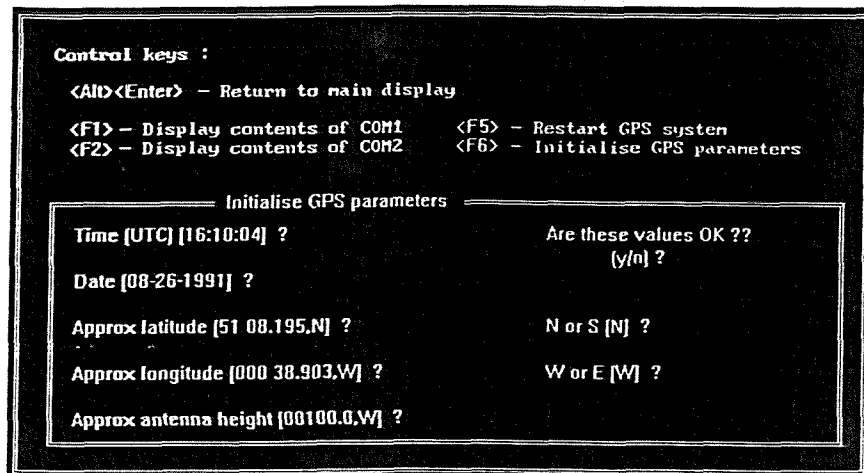 Control keys :
<Alt><Enter> - Return to main display
<F1> - Display contents of COM1 <F5> - Restart GPS system
<F2> - Display contents of COM2 <F6> - Initialise GPS parameters
Initialise GPS parameters
Time [UTC] [16:10:04] ? Are these values OK ??
[y/n] ?
Date [08-26-1991] ?
Approx latitude [51 08.195,N] ? N or S [N] ?
Approx longitude [000 38.903,W] ? W or E [W] ?
Approx antenna height [00100.0,W] ?